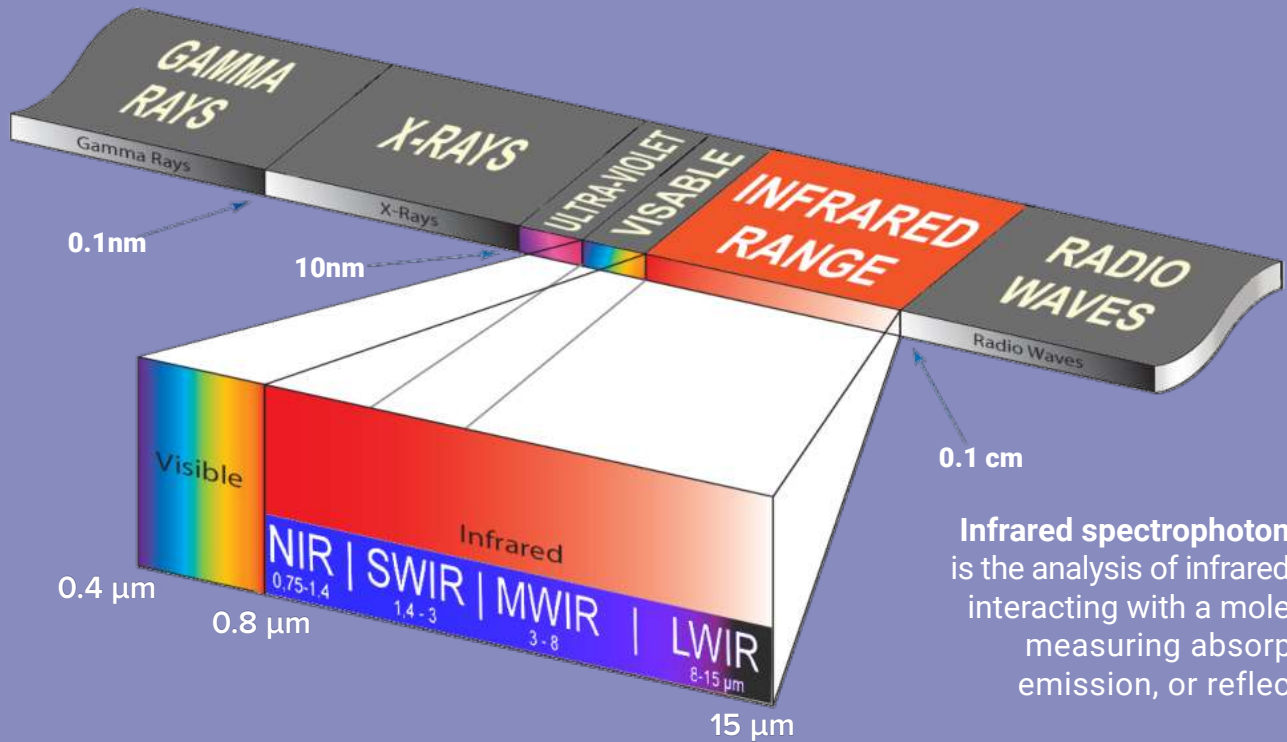 GAMMA
RAYS
X-RAYS
ULTRA-VIOLET
VISABLE
INFRARED
RANGE
RADIO
WAVES
Gamma Rays
X-Rays
Radio Waves
0.1nm
10nm
0.1 cm
Visible
Infrared
NIR | SWIR | MWIR | LWIR
0.75-1.4 1.4 - 3 3 - 8 8-15 µm
0.4 µm
0.8 µm
15 µm
Infrared spectrophoton
is the analysis of infrared
interacting with a mole
measuring absorp
emission, or reflec